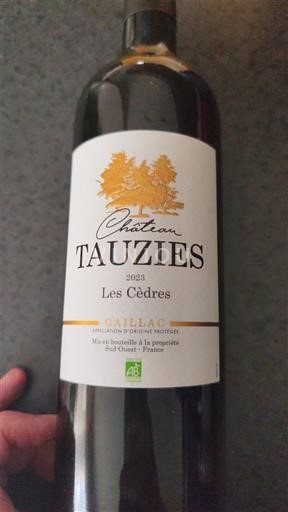 Château
TAUZIES
2023
Les Cèdres
GAILLAC
APPELLATION D'ORIGINE PROTÉGÉE
Mis en bouteille à la propriété
Sud-Ouest - France
AB